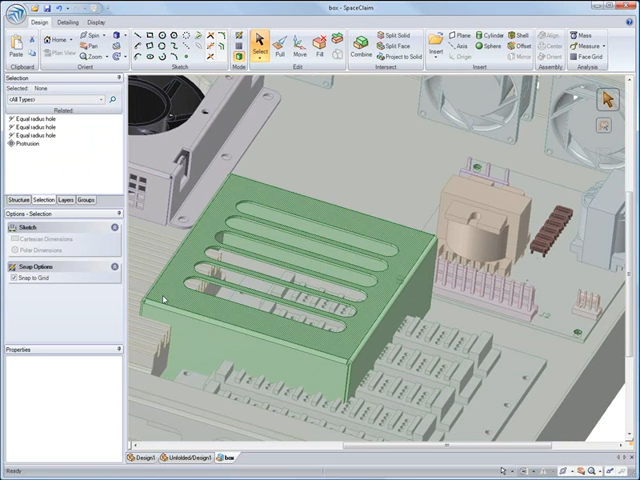 box - SpaceClaim
Design Detailing Display
Paste
Clipboard
Home
Plan View
Spin
Pan
Zoom
Orient
Sketch
Mode
Select Pull Move Fill
Edit
Combine
Split Solid
Split Face
Project to Solid
Intersect
Insert
Plane
Axis
Origin
Cylinder
Sphere
Shell
Offset
Mirror
Insert
Align
Center
Orient
Assembly
Mass
Measure
Face Grid
Analysis
Selection
Selected: None
<All Types>
Related
Equal radius hole
Equal radius hole
Equal radius hole
Protrusion
Structure Selection Layers Groups
Options - Selection
Sketch
Cartesian Dimensions
Polar Dimensions
Snap Options
Snap to Grid
Properties
Design1 Unfolded/Design1 box
Ready